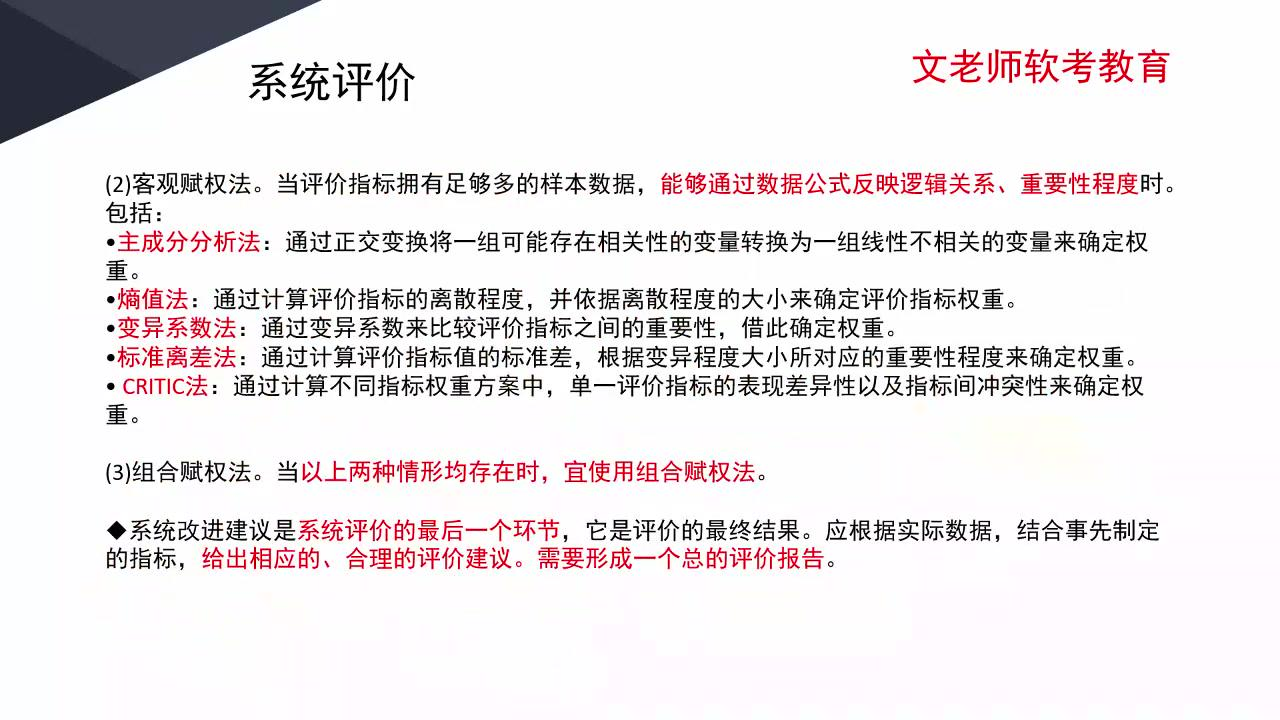 系统评价
文老师软考教育
(2)客观赋权法。当评价指标拥有足够多的样本数据，能够通过数据公式反映逻辑关系、重要性程度时。
包括：
•主成分分析法：通过正交变换将一组可能存在相关性的变量转换为一组线性不相关的变量来确定权
重。
•熵值法：通过计算评价指标的离散程度，并依据离散程度的大小来确定评价指标权重。
•变异系数法：通过变异系数来比较评价指标之间的重要性，借此确定权重。
•标准离差法：通过计算评价指标值的标准差，根据变异程度大小所对应的重要性程度来确定权重。
• CRITIC法：通过计算不同指标权重方案中，单一评价指标的表现差异性以及指标间冲突性来确定权
重。
(3)组合赋权法。当以上两种情形均存在时，宜使用组合赋权法。
◆系统改进建议是系统评价的最后一个环节，它是评价的最终结果。应根据实际数据，结合事先制定
的指标，给出相应的、合理的评价建议。需要形成一个总的评价报告。